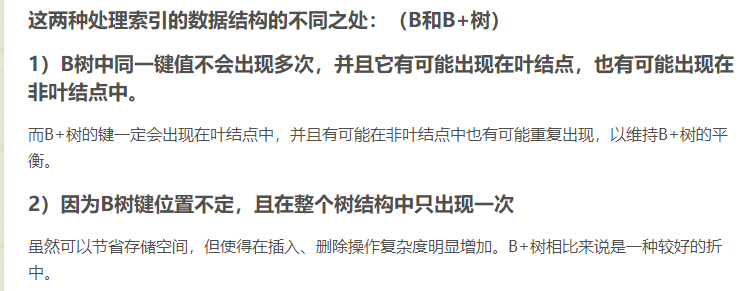 这两种处理索引的数据结构的不同之处：（B和B+树）
1）B树中同一键值不会出现多次，并且它有可能出现在叶结点，也有可能出现在
非叶结点中。
而B+树的键一定会出现在叶结点中，并且有可能在非叶结点中也有可能重复出现，以维持B+树的平
衡。
2）因为B树键位置不定，且在整个树结构中只出现一次
虽然可以节省存储空间，但使得在插入、删除操作复杂度明显增加。B+树相比来说是一种较好的折
中。